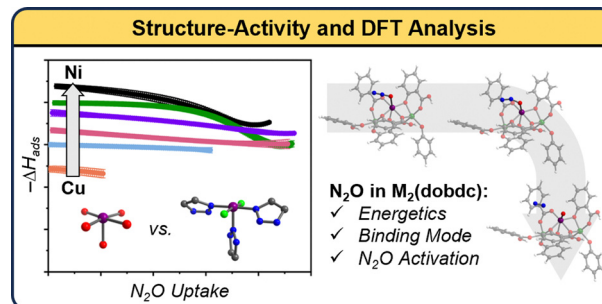 Structure-Activity and DFT Analysis
Ni
−ΔHads
Cu
vs.
N2O Uptake
N2O in M2(dobdc):
✓ Energetics
✓ Binding Mode
✓ N2O Activation